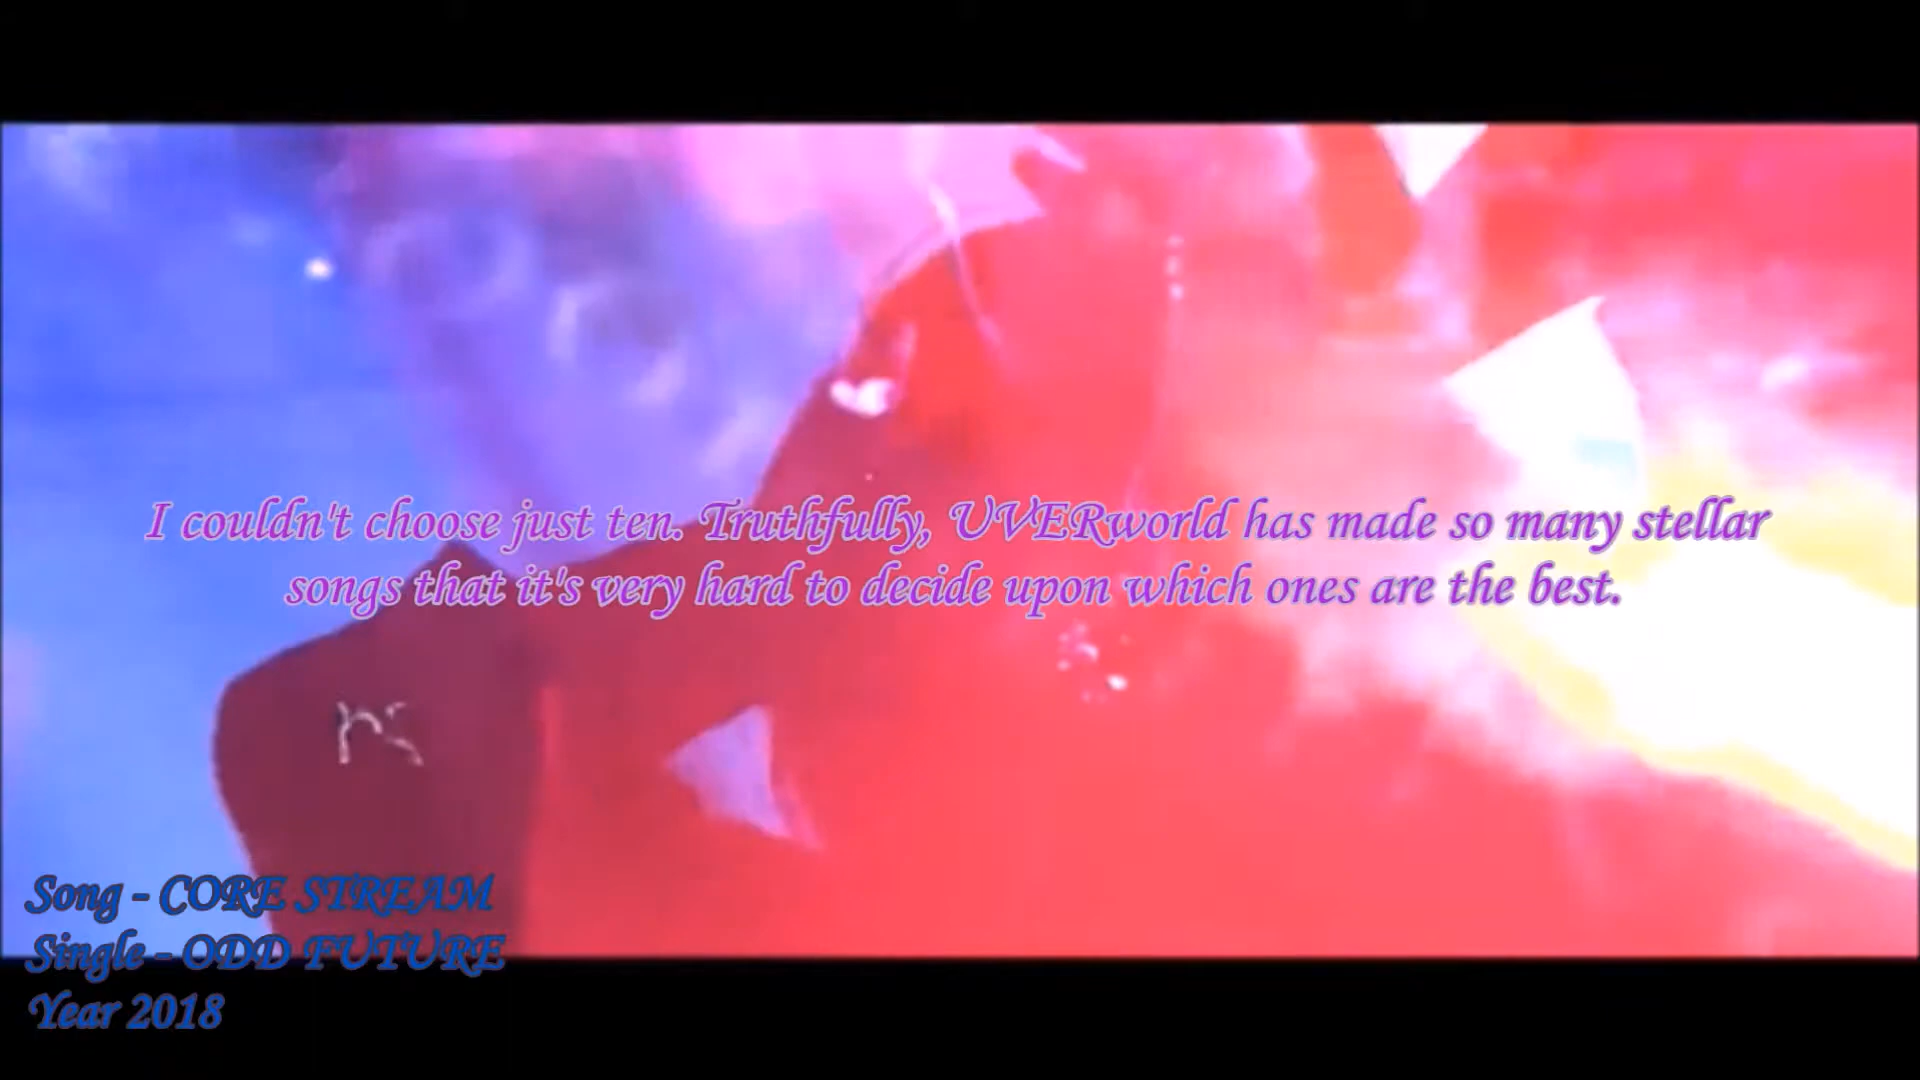 I couldn't choose just ten. Truthfully, UVERworld has made so many stellar
songs that it's very hard to decide upon which ones are the best.
Song - CORE STREAM
Single - ODD FUTURE
Year 2018